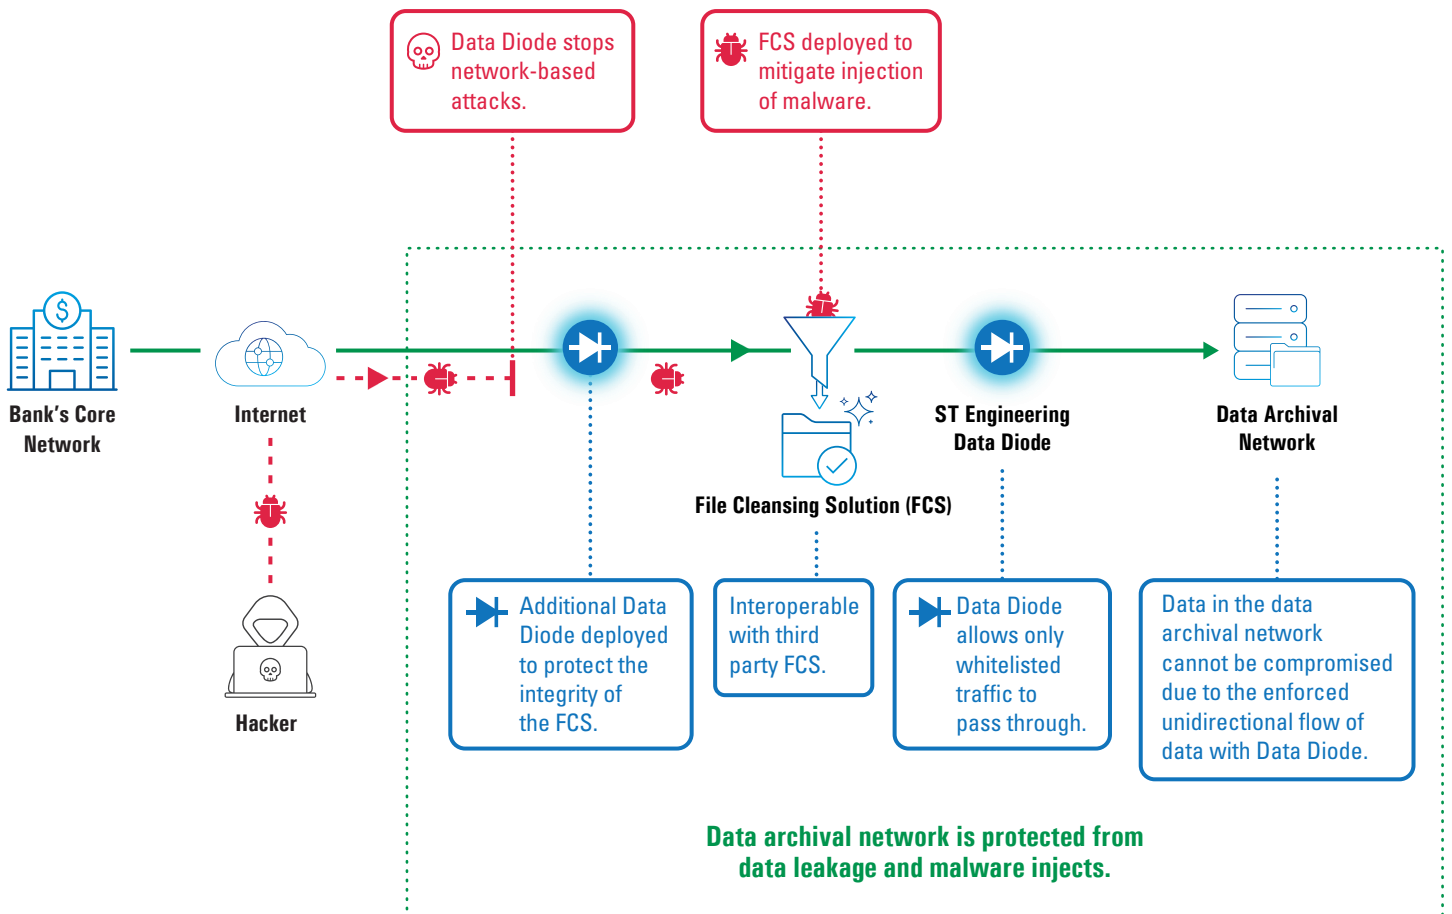 Data Diode stops
network-based
attacks.
FCS deployed to
mitigate injection
of malware.
$
Bank's Core
Network
Internet
Hacker
File Cleansing Solution (FCS)
ST Engineering
Data Diode
Data Archival
Network
Additional Data
Diode deployed
to protect the
integrity of
the FCS.
Interoperable
with third
party FCS.
Data Diode
allows only
whitelisted
traffic to
pass through.
Data in the data
archival network
cannot be compromised
due to the enforced
unidirectional flow of
data with Data Diode.
Data archival network is protected from
data leakage and malware injects.